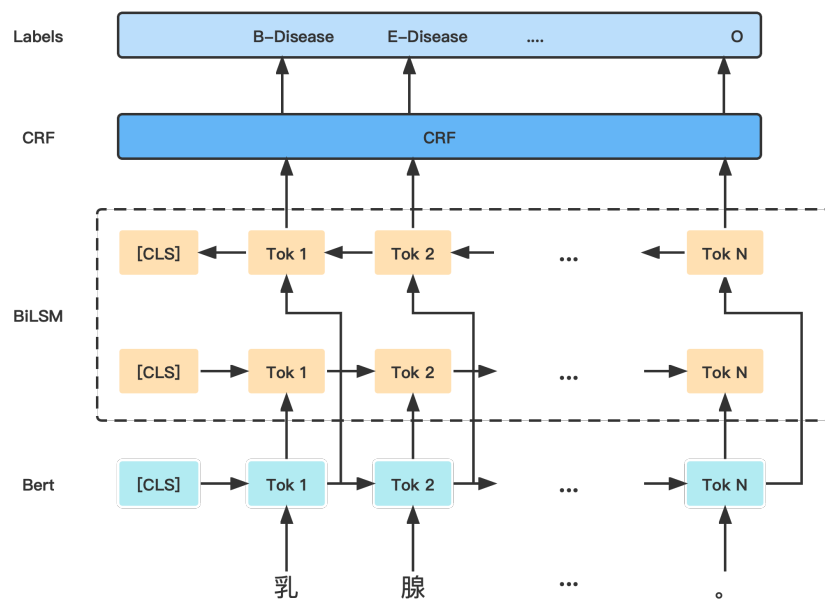 Labels B-Disease E-Disease .... O
CRF CRF
[CLS] Tok 1 Tok 2 ... Tok N
BiLSM
[CLS] Tok 1 Tok 2 ... Tok N
Bert [CLS] Tok 1 Tok 2 ... Tok N
乳 腺 ... 。